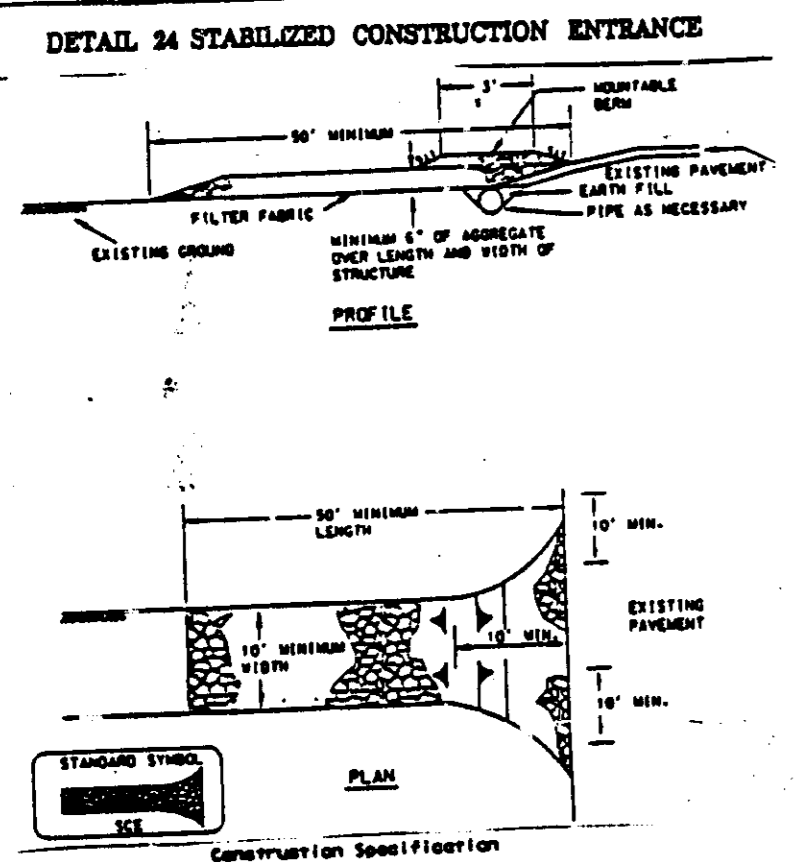 DETAIL 24 STABILIZED CONSTRUCTION ENTRANCE
3'
MOUNTABLE
BERM
50' MINIMUM
EXISTING PAVEMENT
EARTH FILL
PIPE AS NECESSARY
FILTER FABRIC
EXISTING GROUND
MINIMUM 6" OF AGGREGATE
OVER LENGTH AND WIDTH OF
STRUCTURE
PROFILE
50' MINIMUM
LENGTH
10' MIN.
EXISTING
PAVEMENT
10' MINIMUM
WIDTH
10' MIN.
10' MIN.
STANDARD SYMBOL
SCE
PLAN
Construction Specification